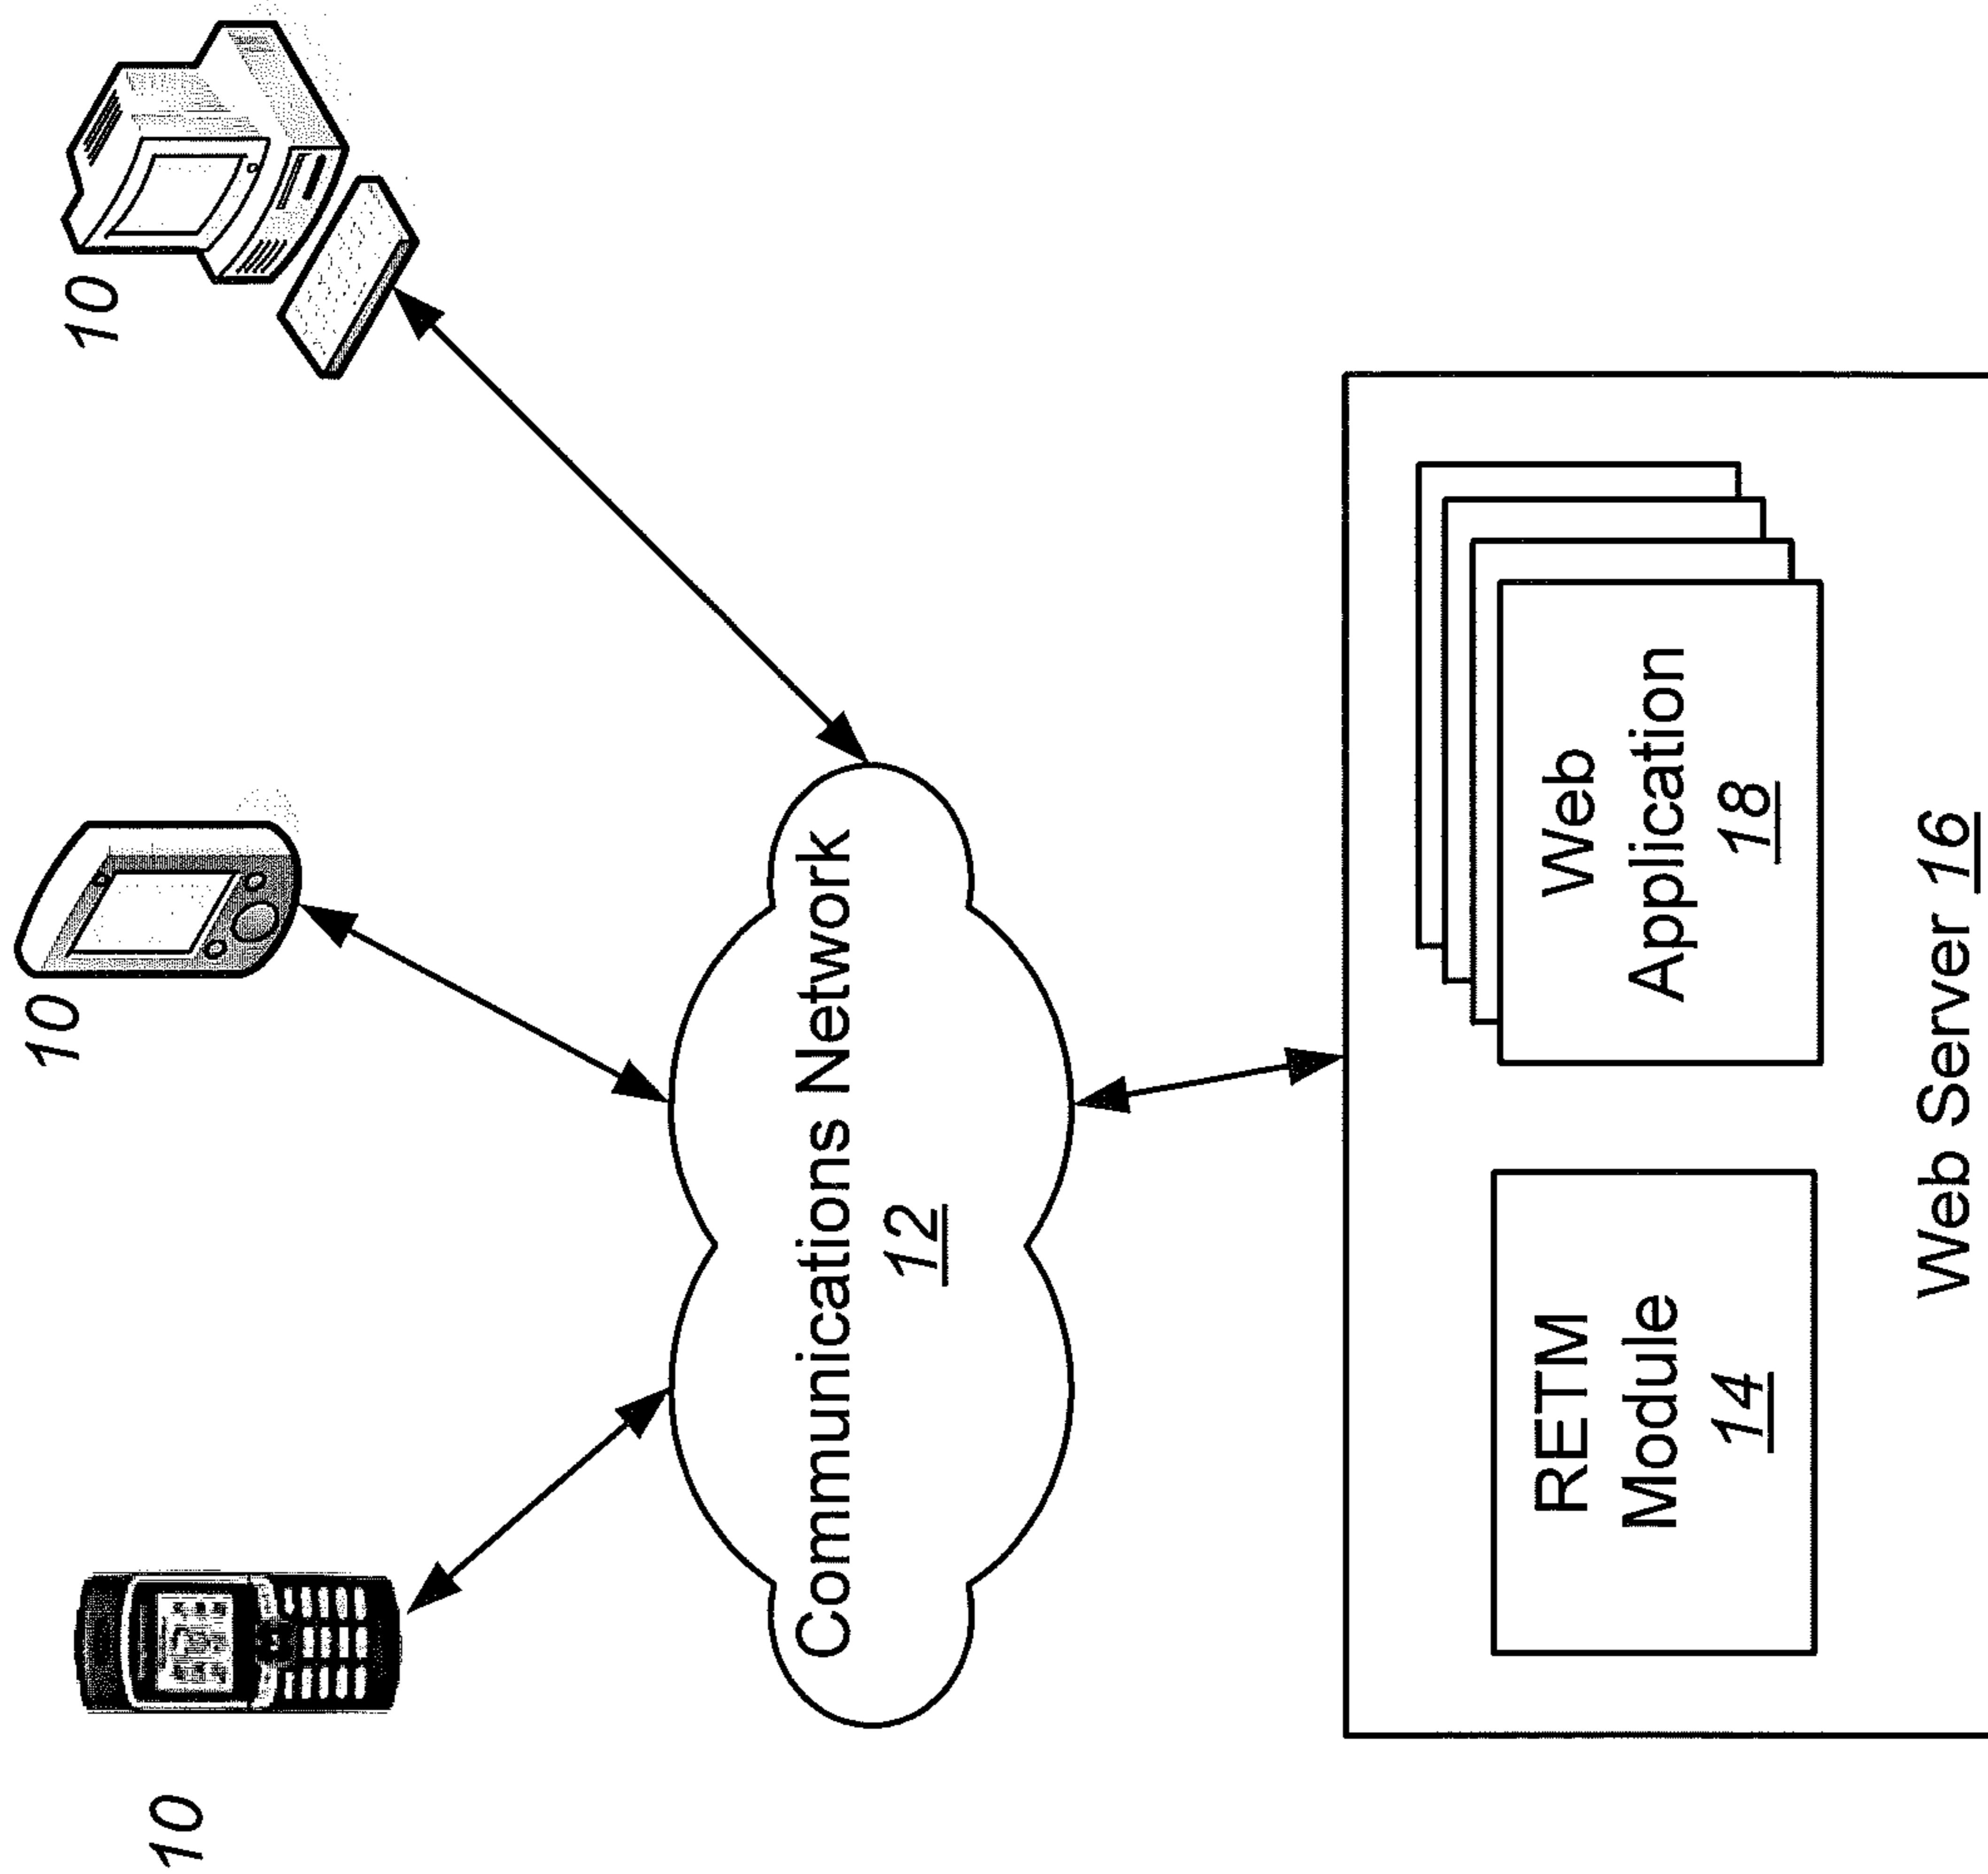 10
10
10
Communications Network
12
RETM
Module
14
Web
Application
18
Web Server 16